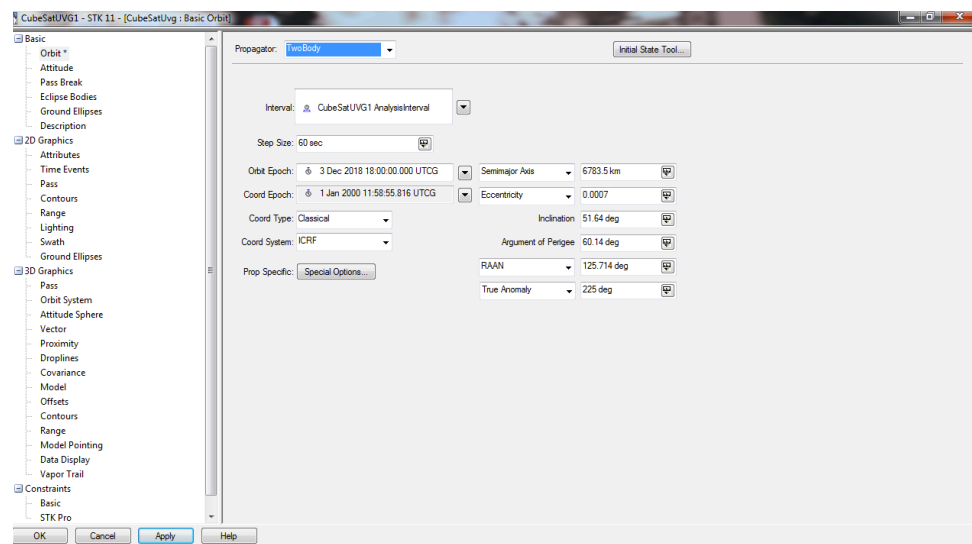 CubeSatUVG1 - STK 11 - [CubeSatUvg : Basic Orbit]
Basic
Orbit *
Attitude
Pass Break
Eclipse Bodies
Ground Ellipses
Description
2D Graphics
Attributes
Time Events
Pass
Contours
Range
Lighting
Swath
Ground Ellipses
3D Graphics
Pass
Orbit System
Attitude Sphere
Vector
Proximity
Droplines
Covariance
Model
Offsets
Contours
Range
Model Pointing
Data Display
Vapor Trail
Constraints
Basic
STK Pro
Propagator: TwoBody Initial State Tool...
Interval: CubeSatUVG1 AnalysisInterval
Step Size: 60 sec
Orbit Epoch: 3 Dec 2018 18:00:00.000 UTCG Semimajor Axis 6783.5 km
Coord Epoch: 1 Jan 2000 11:58:55.816 UTCG Eccentricity 0.0007
Coord Type: Classical Inclination 51.64 deg
Coord System: ICRF Argument of Perigee 60.14 deg
Prop Specific: Special Options... RAAN 125.714 deg
True Anomaly 225 deg
OK Cancel Apply Help